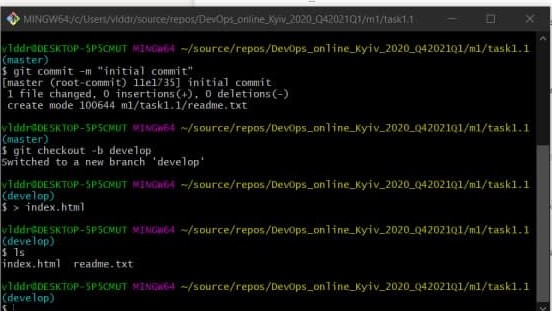 MINGW64:/c/Users/vlddr/source/repos/DevOps_online_Kyiv_2020_Q42021Q1/m1/task1.1
vlddr@DESKTOP-5P5CMUT MINGW64 ~/source/repos/DevOps_online_Kyiv_2020_Q42021Q1/m1/task1.1
(master)
$ git commit -m "initial commit"
[master (root-commit) 11e1735] initial commit
 1 file changed, 0 insertions(+), 0 deletions(-)
 create mode 100644 m1/task1.1/readme.txt
vlddr@DESKTOP-5P5CMUT MINGW64 ~/source/repos/DevOps_online_Kyiv_2020_Q42021Q1/m1/task1.1
(master)
$ git checkout -b develop
Switched to a new branch 'develop'
vlddr@DESKTOP-5P5CMUT MINGW64 ~/source/repos/DevOps_online_Kyiv_2020_Q42021Q1/m1/task1.1
(develop)
$ > index.html
vlddr@DESKTOP-5P5CMUT MINGW64 ~/source/repos/DevOps_online_Kyiv_2020_Q42021Q1/m1/task1.1
(develop)
$ ls
index.html  readme.txt
vlddr@DESKTOP-5P5CMUT MINGW64 ~/source/repos/DevOps_online_Kyiv_2020_Q42021Q1/m1/task1.1
(develop)
$